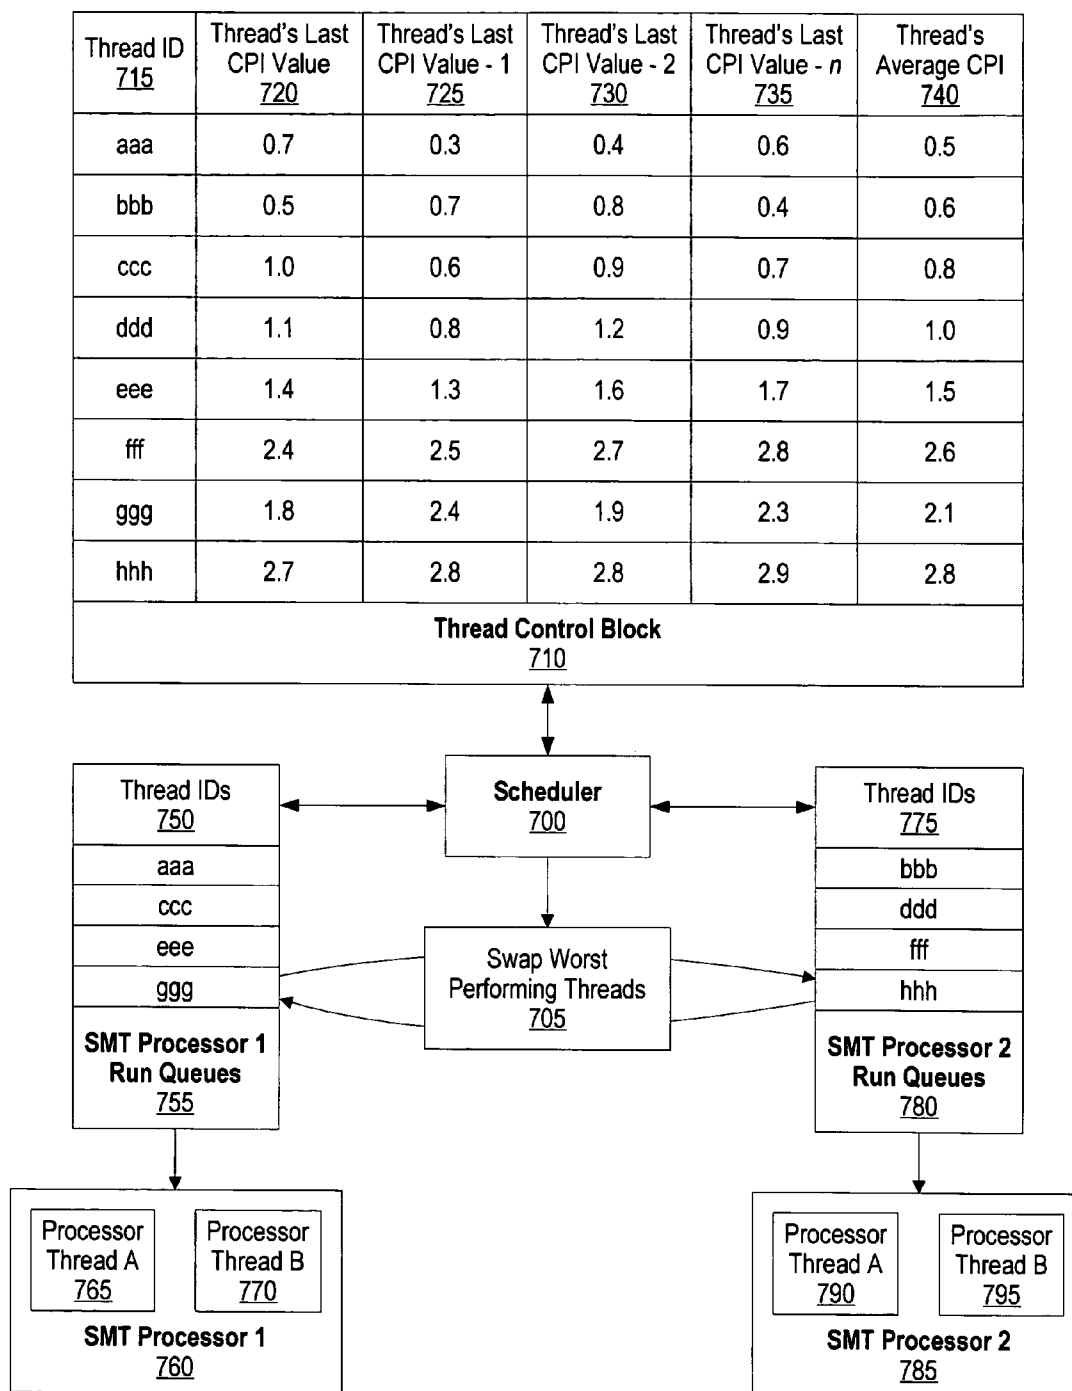 Thread ID
715
Thread's Last
CPI Value
720
Thread's Last
CPI Value - 1
725
Thread's Last
CPI Value - 2
730
Thread's Last
CPI Value - n
735
Thread's
Average CPI
740
aaa 0.7 0.3 0.4 0.6 0.5
bbb 0.5 0.7 0.8 0.4 0.6
ccc 1.0 0.6 0.9 0.7 0.8
ddd 1.1 0.8 1.2 0.9 1.0
eee 1.4 1.3 1.6 1.7 1.5
fff 2.4 2.5 2.7 2.8 2.6
ggg 1.8 2.4 1.9 2.3 2.1
hhh 2.7 2.8 2.8 2.9 2.8
Thread Control Block
710
Scheduler
700
Thread IDs
750
aaa
ccc
eee
ggg
SMT Processor 1
Run Queues
755
Swap Worst
Performing Threads
705
Thread IDs
775
bbb
ddd
fff
hhh
SMT Processor 2
Run Queues
780
Processor
Thread A
765
Processor
Thread B
770
SMT Processor 1
760
Processor
Thread A
790
Processor
Thread B
795
SMT Processor 2
785